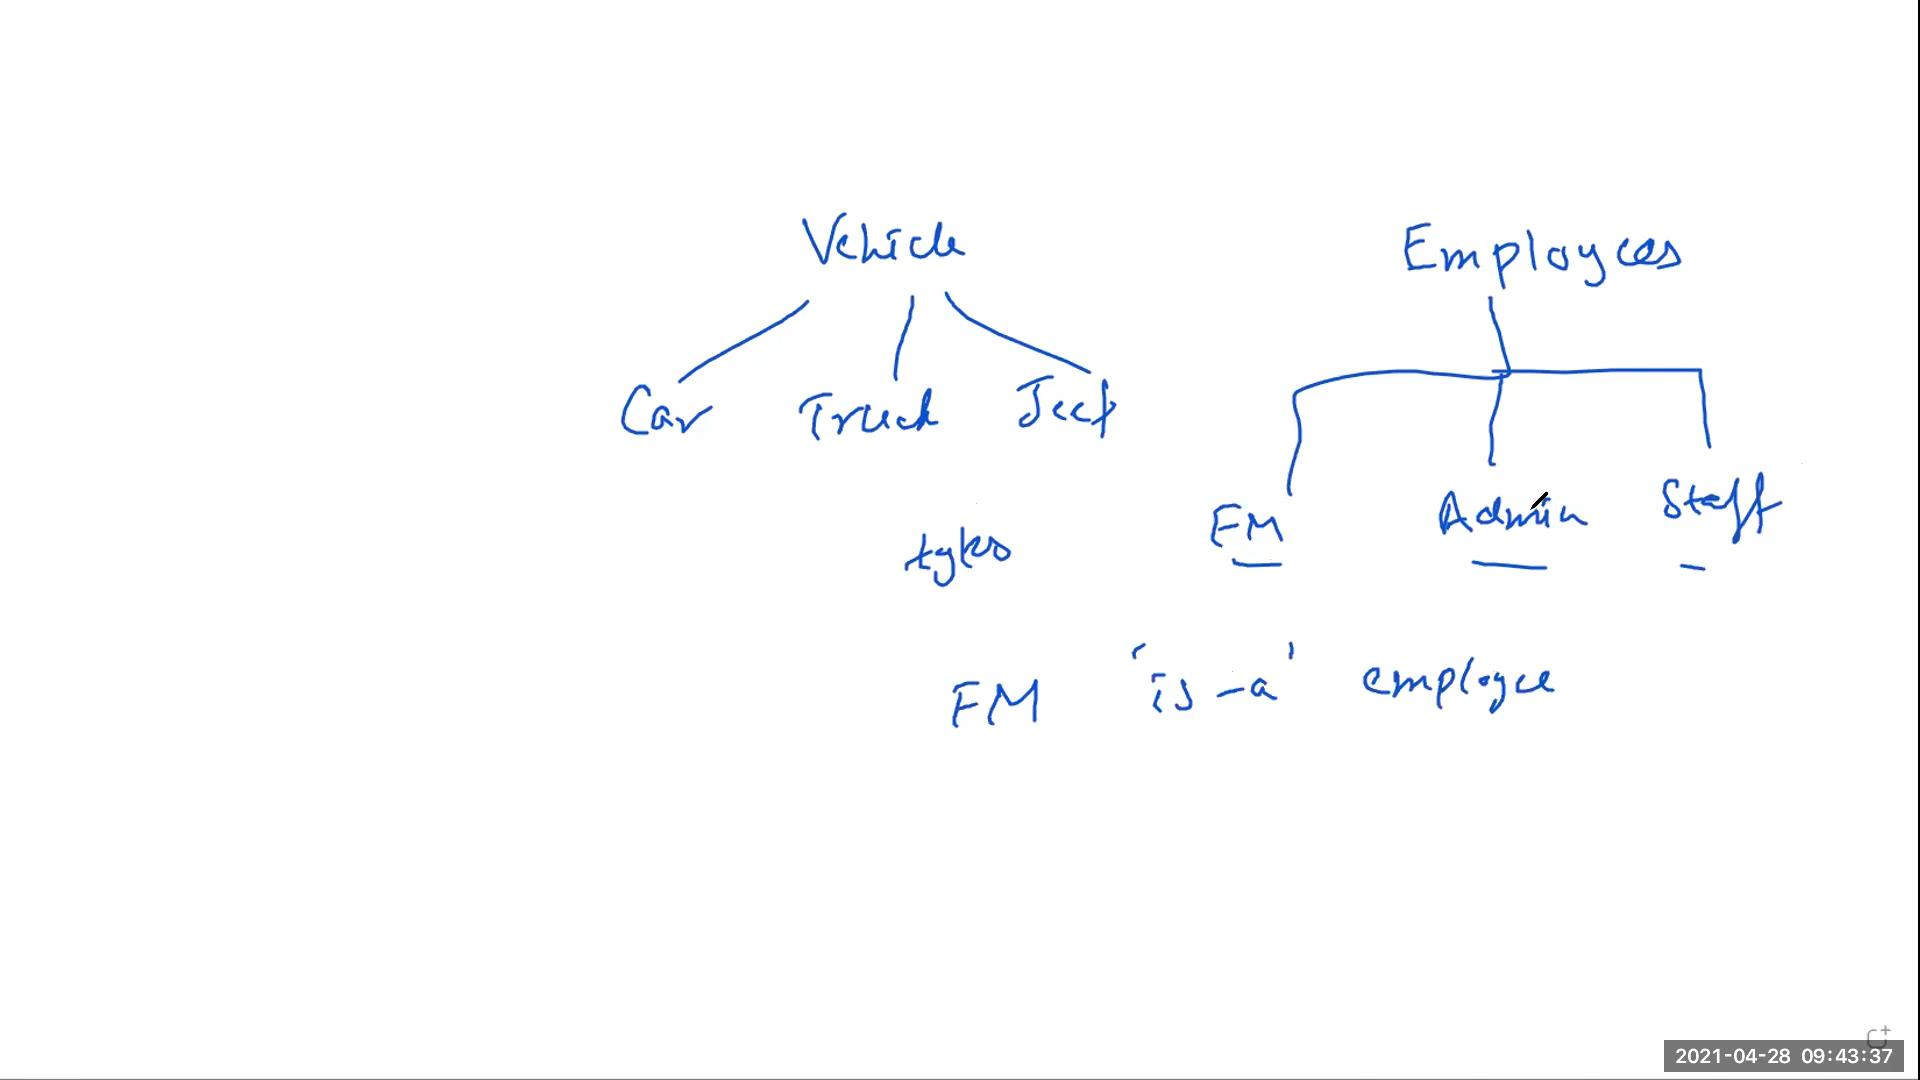 Vehicle
Employees
Car Truck Jeep
FM Admin Staff
types
FM 'is-a' employee
2021-04-28 09:43:37